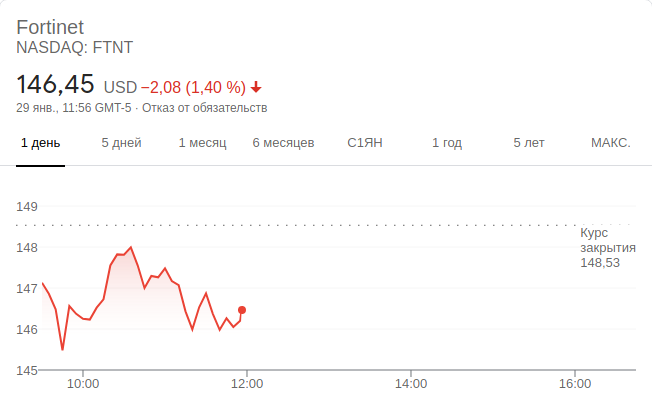 Fortinet
NASDAQ: FTNT
146,45 USD −2,08 (1,40 %)
29 янв., 11:56 GMT-5 · Отказ от обязательств
1 день 5 дней 1 месяц 6 месяцев С1ЯН 1 год 5 лет МАКС.
149
148
147
146
145
Курс
закрытия
148,53
10:00 12:00 14:00 16:00